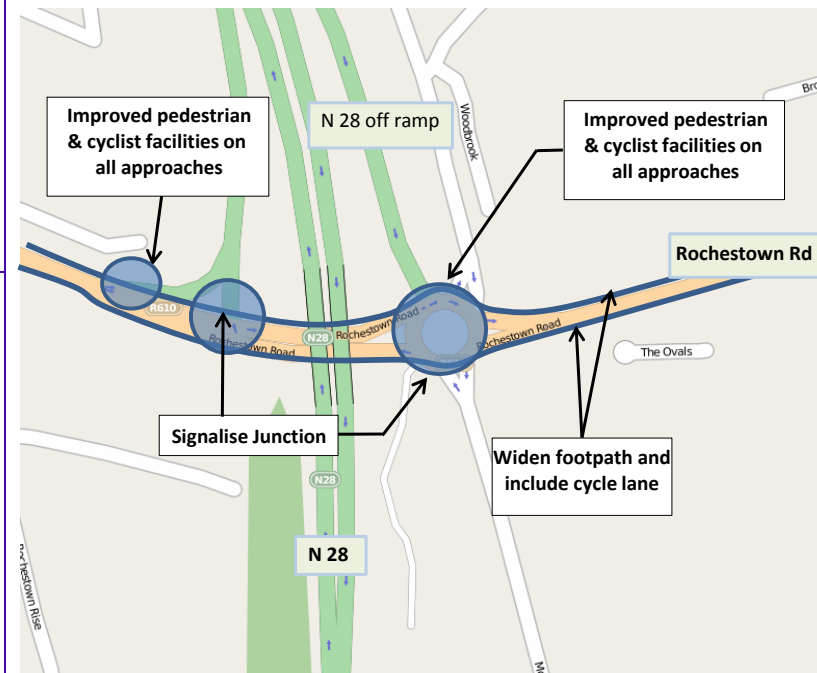 Improved pedestrian
& cyclist facilities on
all approaches
N 28 off ramp
Woodbrook
Improved pedestrian
& cyclist facilities on
all approaches
Bro
Rochestown Rd
R610
Rochestown Road
N28
Rochestown Road
Rochestown Road
The Ovals
Signalise Junction
Widen footpath and
include cycle lane
N28
N 28
Rochestown Rise
Mo